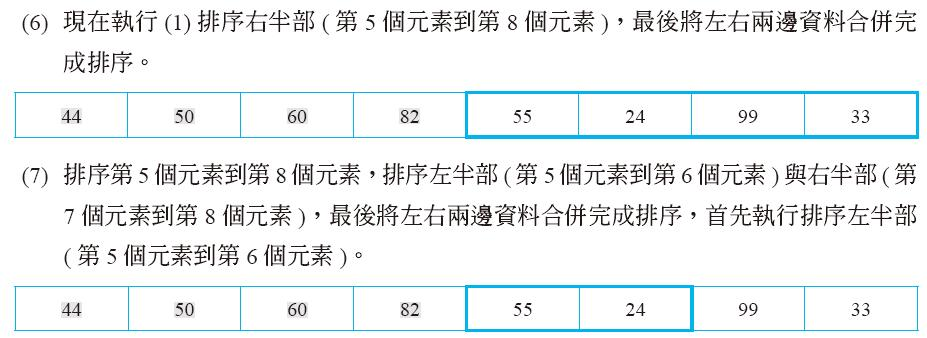 (6) 現在執行 (1) 排序右半部 ( 第 5 個元素到第 8 個元素 )，最後將左右兩邊資料合併完
成排序。
44 50 60 82 55 24 99 33
(7) 排序第 5 個元素到第 8 個元素，排序左半部 ( 第 5 個元素到第 6 個元素 ) 與右半部 ( 第
7 個元素到第 8 個元素 )，最後將左右兩邊資料合併完成排序，首先執行排序左半部
( 第 5 個元素到第 6 個元素 )。
44 50 60 82 55 24 99 33